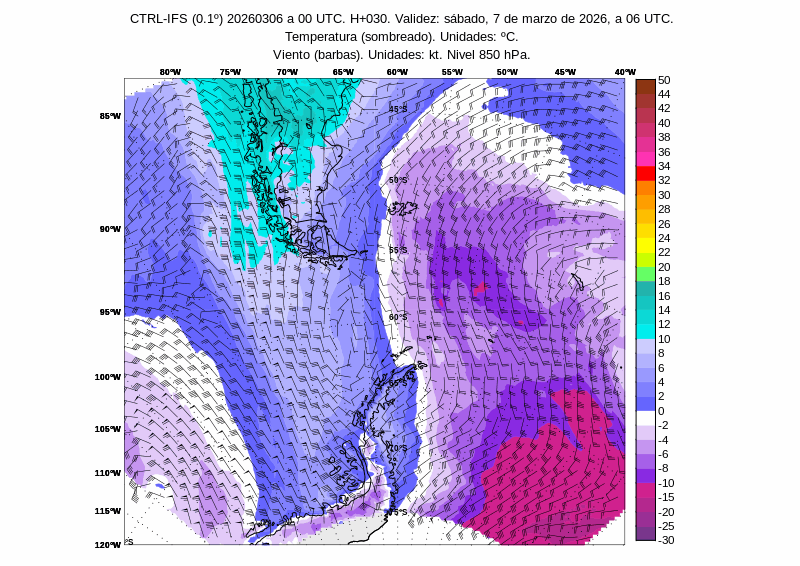 CTRL-IFS (0.1º) 20260306 a 00 UTC. H+030. Validez: sábado, 7 de marzo de 2026, a 06 UTC.
Temperatura (sombreado). Unidades: ºC.
Viento (barbas). Unidades: kt. Nivel 850 hPa.
80°W 75°W 70°W 65°W 60°W 55°W 50°W 45°W 40°W
50
44
42
40
38
36
34
32
30
28
26
24
22
20
18
16
14
12
10
8
6
4
2
0
-2
-4
-6
-8
-10
-15
-20
-25
-30
85°W
90°W
95°W
100°W
105°W
110°W
115°W
120°W
45°S
50°S
55°S
60°S
65°S
70°S
75°S
°S